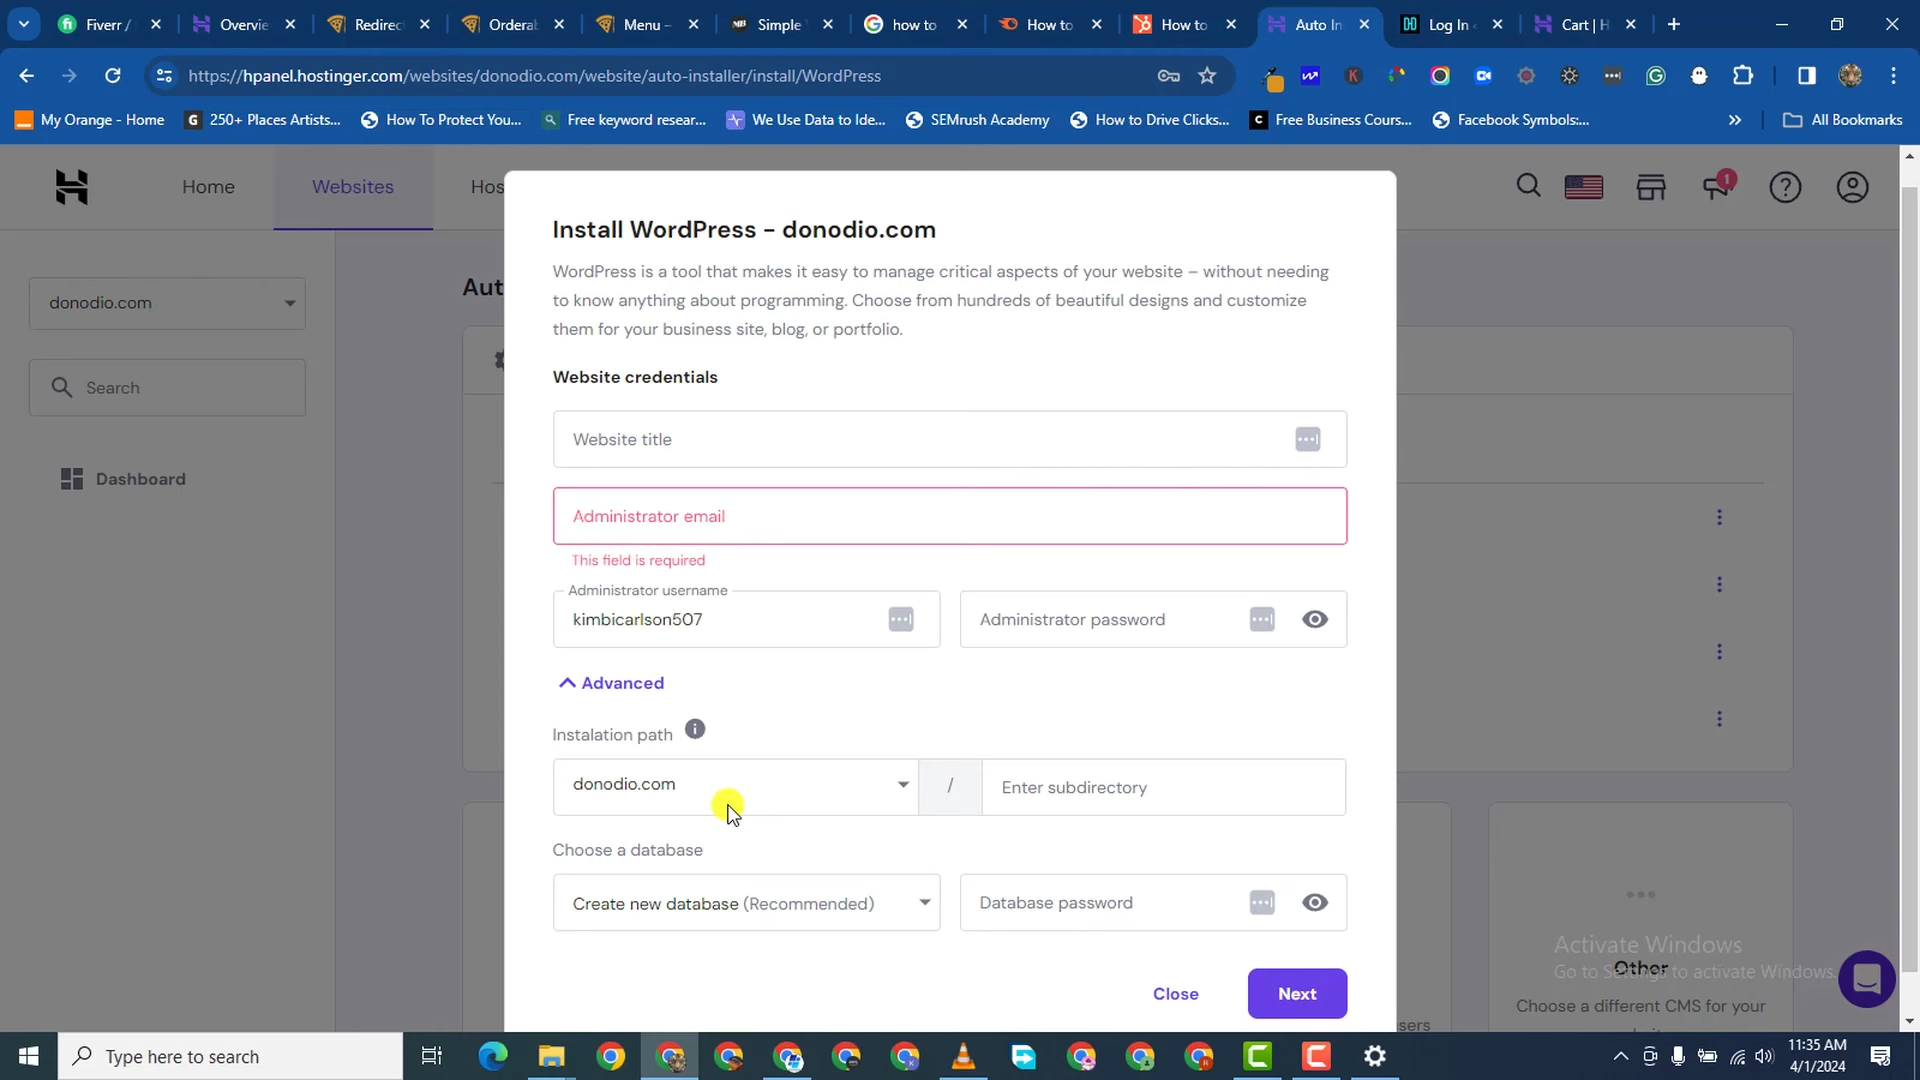 Fiverr /
Overvie
Redirec
Orderab
Menu –
Simple
how to
How to
How to
Auto In
Log In
Cart | H
https://hpanel.hostinger.com/websites/donodio.com/website/auto-installer/install/WordPress
My Orange - Home
250+ Places Artists...
How To Protect You...
Free keyword resear...
We Use Data to Ide...
SEMrush Academy
How to Drive Clicks...
Free Business Cours...
Facebook Symbols:...
»
All Bookmarks
Home
Websites
Hos
1
donodio.com
Search
Dashboard
Aut
Install WordPress - donodio.com
WordPress is a tool that makes it easy to manage critical aspects of your website – without needing
to know anything about programming. Choose from hundreds of beautiful designs and customize
them for your business site, blog, or portfolio.
Website credentials
Website title
Administrator email
This field is required
Administrator username
kimbicarlson507
Administrator password
Advanced
Instalation path
donodio.com
/
Enter subdirectory
Choose a database
Create new database (Recommended)
Database password
Close
Next
Other
Choose a different CMS for your
sers
Activate Windows
Go to Settings to activate Windows.
Type here to search
11:35 AM
4/1/2024